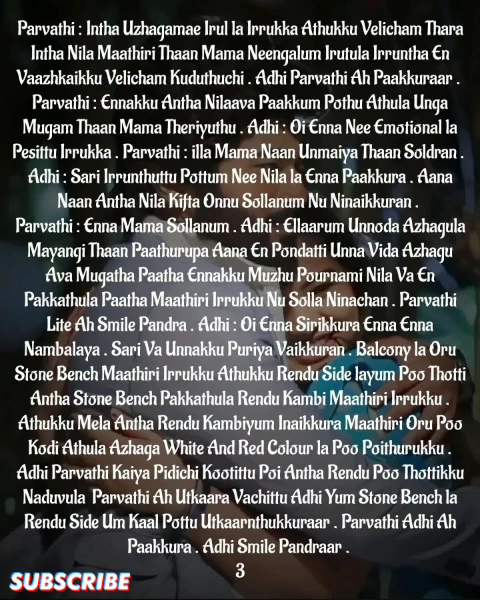 Parvathi : Intha Uzhagamae Irul la Irrukka Athukku Velicham Thara
Intha Nila Maathiri Thaan Mama Neengalum Irutula Irruntha En
Vaazhkaikku Velicham Kuduthuchi . Adhi Parvathi Ah Paakkuraar .
Parvathi : Ennakku Antha Nilaava Paakkum Pothu Athula Unga
Mugam Thaan Mama Theriyuthu . Adhi : Oi Enna Nee Emotional la
Pesittu Irrukka . Parvathi : illa Mama Naan Unmaiya Thaan Soldran .
Adhi : Sari Irrunthuttu Pottum Nee Nila la Enna Paakkura . Aana
Naan Antha Nila Kifta Onnu Sollanum Nu Ninaikkuran .
Parvathi : Enna Mama Sollanum . Adhi : Ellaarum Unnoda Azhagula
Mayangi Thaan Paathurupa Aana En Pondatti Unna Vida Azhagu
Ava Mugatha Paatha Ennakku Muzhu Pournami Nila Va En
Pakkathula Paatha Maathiri Irrukku Nu Solla Ninachan . Parvathi
Lite Ah Smile Pandra . Adhi : Oi Enna Sirikkura Enna Enna
Nambalaya . Sari Va Unnakku Puriya Vaikkuran . Balcony la Oru
Stone Bench Maathiri Irrukku Athukku Rendu Side layum Poo Thotti
Antha Stone Bench Pakkathula Rendu Kambi Maathiri Irrukku .
Athukku Mela Antha Rendu Kambiyum Inaikkura Maathiri Oru Poo
Kodi Athula Azhaga White And Red Colour la Poo Poithurukku .
Adhi Parvathi Kaiya Pidichi Kootittu Poi Antha Rendu Poo Thottikku
Naduvula Parvathi Ah Utkaara Vachittu Adhi Yum Stone Bench la
Rendu Side Um Kaal Pottu Utkaarnthukkuraar . Parvathi Adhi Ah
Paakkura . Adhi Smile Pandraar .
3
SUBSCRIBE